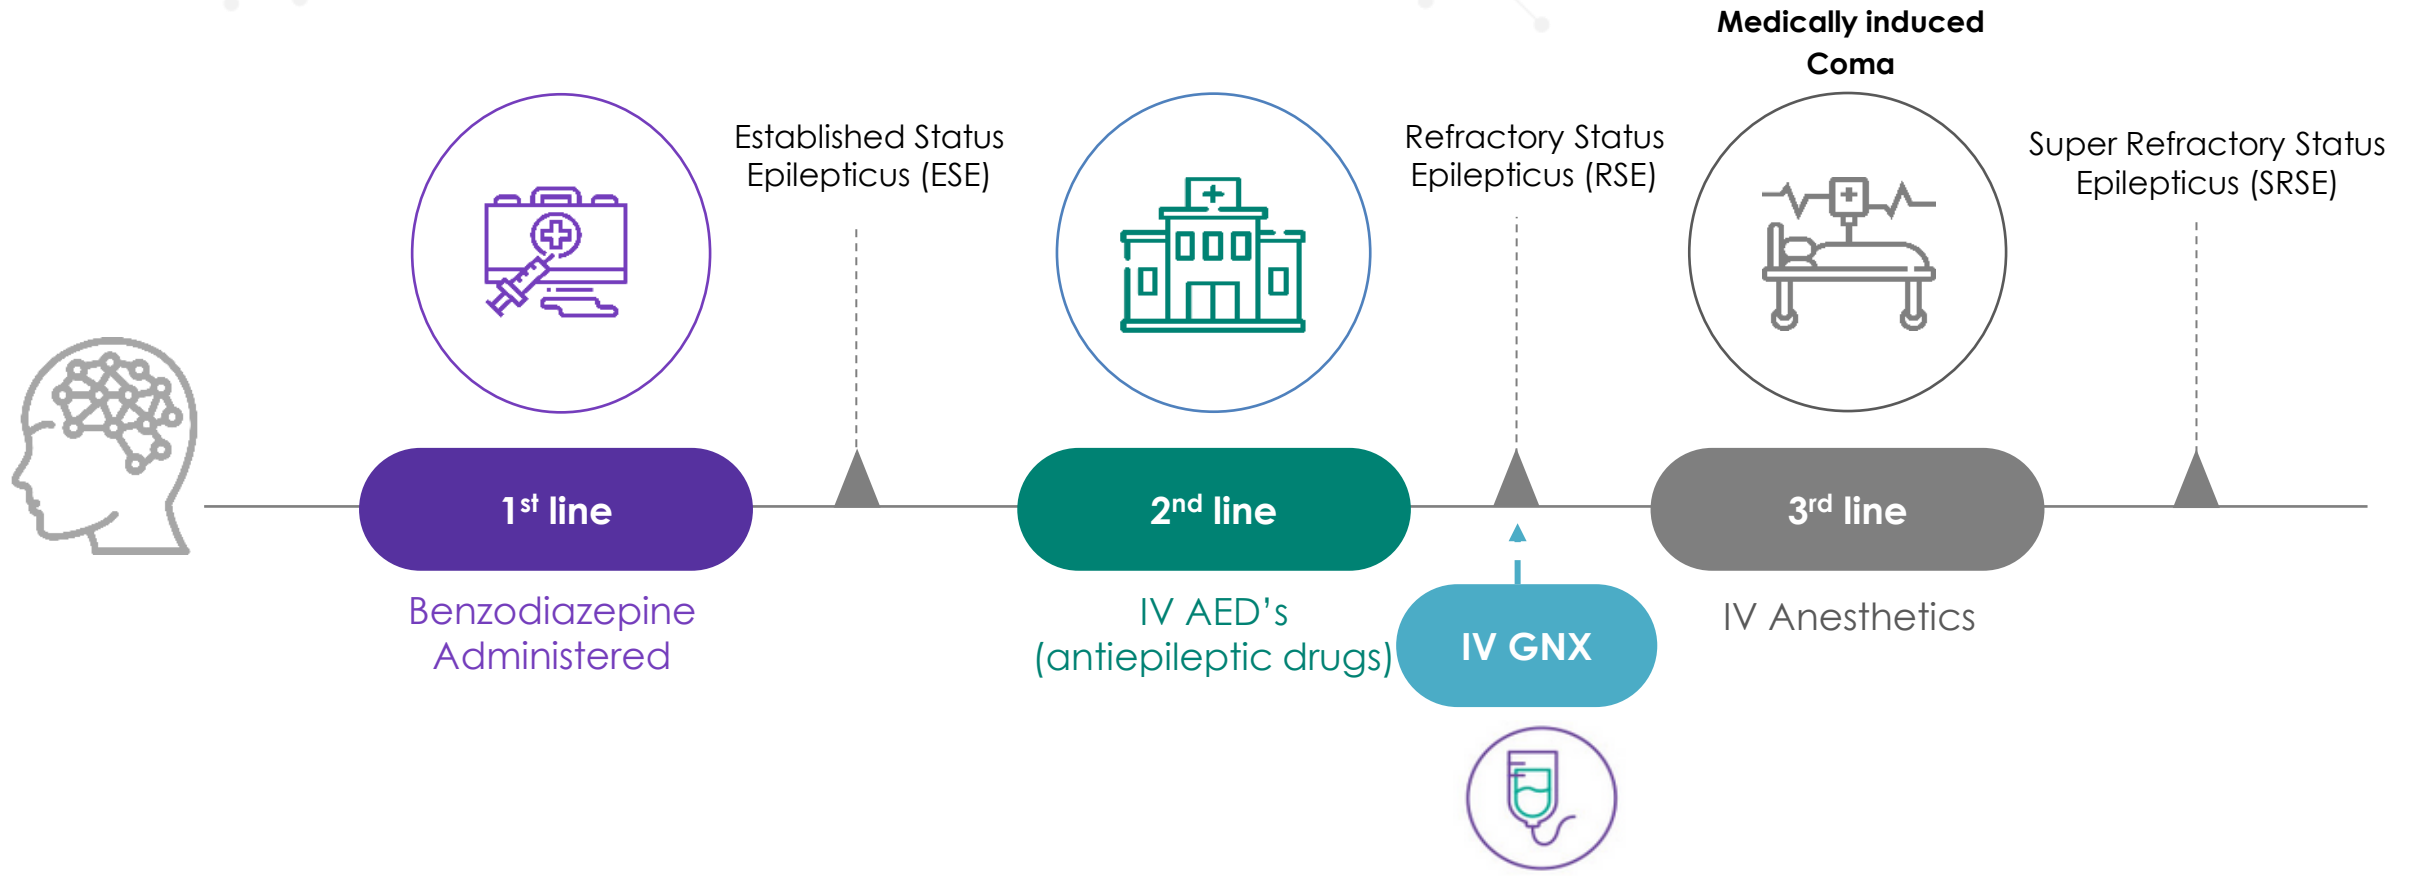 Medically induced
Coma
Established Status
Epilepticus (ESE)
Refractory Status
Epilepticus (RSE)
Super Refractory Status
Epilepticus (SRSE)
1st line
2nd line
3rd line
Benzodiazepine
Administered
IV AED’s
(antiepileptic drugs)
IV GNX
IV Anesthetics